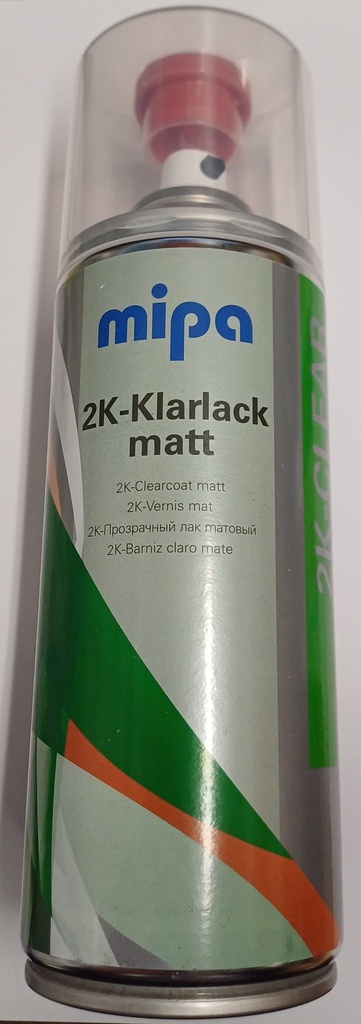 mipa
2K-Klarlack
matt
2K-Clearcoat matt
2K-Vernis mat
2K-Прозрачный лак матовый
2K-Barniz claro mate
2K-CLEAR